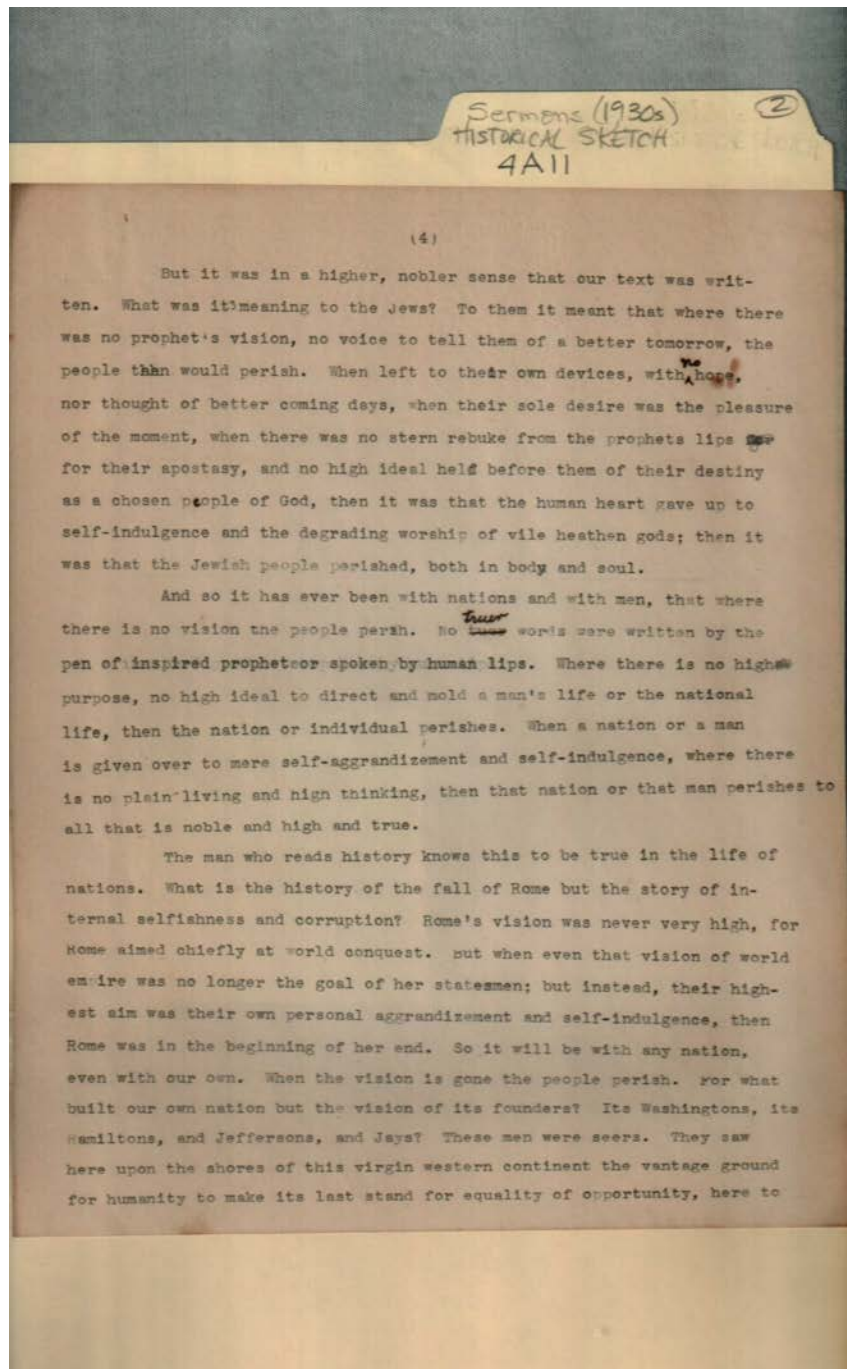 Sermons (1930s)
2
HISTORICAL SKETCH
4A11
(4)
But it was in a higher, nobler sense that our text was writ-
ten. What was it's meaning to the Jews? To them it meant that where there
was no prophet's vision, no voice to tell them of a better tomorrow, the
people then would perish. When left to their own devices, with no hope,
nor thought of better coming days, when their sole desire was the pleasure
of the moment, when there was no stern rebuke from the prophets lips
for their apostasy, and no high ideal held before them of their destiny
as a chosen people of God, then it was that the human heart gave up to
self-indulgence and the degrading worship of vile heathen gods; then it
was that the Jewish people perished, both in body and soul.
And so it has ever been with nations and with men, that where
there is no vision the people persh. No truer words were written by the
pen of inspired prophet or spoken by human lips. Where there is no high
purpose, no high ideal to direct and mold a man's life or the national
life, then the nation or individual perishes. When a nation or a man
is given over to mere self-aggrandizement and self-indulgence, where there
is no plain living and high thinking, then that nation or that man perishes to
all that is noble and high and true.
The man who reads history knows this to be true in the life of
nations. What is the history of the fall of Rome but the story of in-
ternal selfishness and corruption? Rome's vision was never very high, for
Rome aimed chiefly at world conquest. But when even that vision of world
empire was no longer the goal of her statesmen; but instead, their high-
est aim was their own personal aggrandizement and self-indulgence, then
Rome was in the beginning of her end. So it will be with any nation,
even with our own. When the vision is gone the people perish. For what
built our own nation but the vision of its founders? Its Washingtons, its
Hamiltons, and Jeffersons, and Jays? These men were seers. They saw
here upon the shores of this virgin western continent the vantage ground
for humanity to make its last stand for equality of opportunity, here to